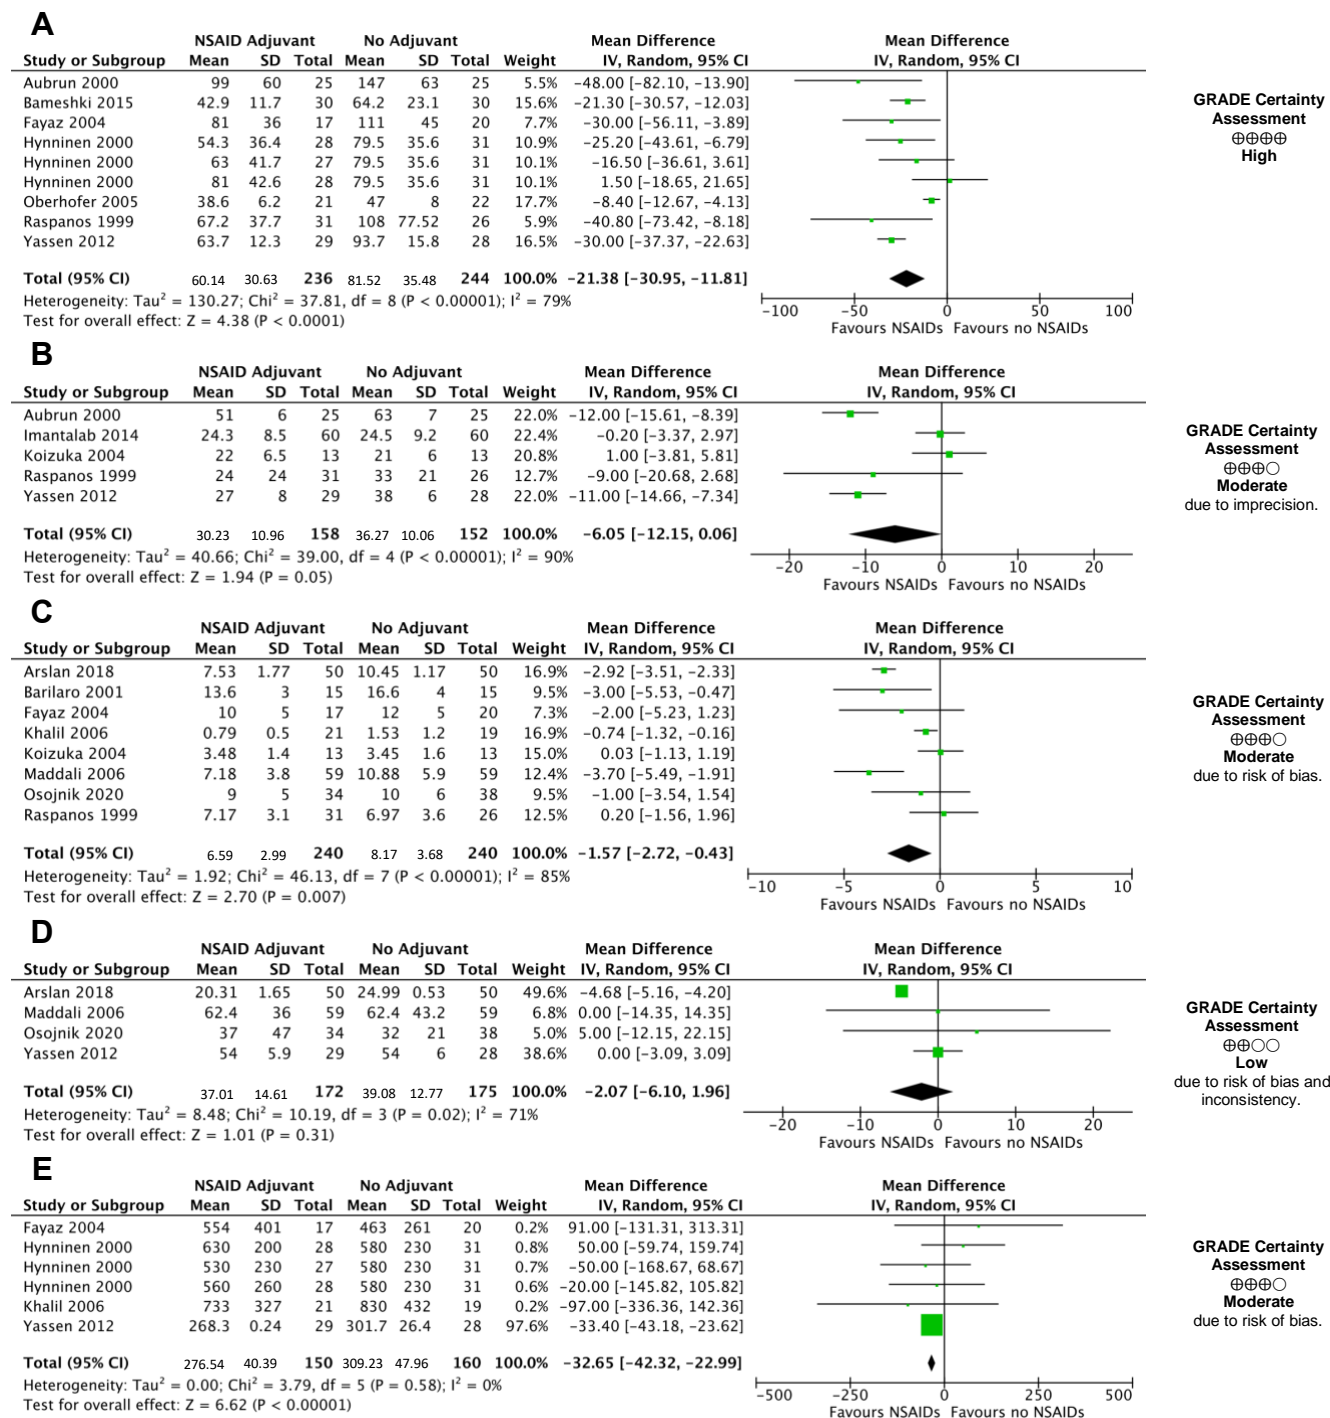 A
NSAID Adjuvant No Adjuvant Mean Difference Mean Difference
Study or Subgroup Mean SD Total Mean SD Total Weight IV, Random, 95% CI IV, Random, 95% CI
Aubrun 2000 99 60 25 147 63 25 5.5% −48.00 [−82.10, −13.90]
Bameshki 2015 42.9 11.7 30 64.2 23.1 30 15.6% −21.30 [−30.57, −12.03]
Fayaz 2004 81 36 17 111 45 20 7.7% −30.00 [−56.11, −3.89]
Hynninen 2000 54.3 36.4 28 79.5 35.6 31 10.9% −25.20 [−43.61, −6.79]
Hynninen 2000 63 41.7 27 79.5 35.6 31 10.1% −16.50 [−36.61, 3.61]
Hynninen 2000 81 42.6 28 79.5 35.6 31 10.1% 1.50 [−18.65, 21.65]
Oberhofer 2005 38.6 6.2 21 47 8 22 17.7% −8.40 [−12.67, −4.13]
Raspanos 1999 67.2 37.7 31 108 77.52 26 5.9% −40.80 [−73.42, −8.18]
Yassen 2012 63.7 12.3 29 93.7 15.8 28 16.5% −30.00 [−37.37, −22.63]
Total (95% CI) 60.14 30.63 236 81.52 35.48 244 100.0% −21.38 [−30.95, −11.81]
Heterogeneity: Tau² = 130.27; Chi² = 37.81, df = 8 (P < 0.00001); I² = 79%
Test for overall effect: Z = 4.38 (P < 0.0001)
−100 −50 0 50 100
Favours NSAIDs Favours no NSAIDs
GRADE Certainty
Assessment
⊕⊕⊕⊕
High
B
NSAID Adjuvant No Adjuvant Mean Difference Mean Difference
Study or Subgroup Mean SD Total Mean SD Total Weight IV, Random, 95% CI IV, Random, 95% CI
Aubrun 2000 51 6 25 63 7 25 22.0% −12.00 [−15.61, −8.39]
Imantalab 2014 24.3 8.5 60 24.5 9.2 60 22.4% −0.20 [−3.37, 2.97]
Koizuka 2004 22 6.5 13 21 6 13 20.8% 1.00 [−3.81, 5.81]
Raspanos 1999 24 24 31 33 21 26 12.7% −9.00 [−20.68, 2.68]
Yassen 2012 27 8 29 38 6 28 22.0% −11.00 [−14.66, −7.34]
Total (95% CI) 30.23 10.96 158 36.27 10.06 152 100.0% −6.05 [−12.15, 0.06]
Heterogeneity: Tau² = 40.66; Chi² = 39.00, df = 4 (P < 0.00001); I² = 90%
Test for overall effect: Z = 1.94 (P = 0.05)
−20 −10 0 10 20
Favours NSAIDs Favours no NSAIDs
GRADE Certainty
Assessment
⊕⊕⊕○
Moderate
due to imprecision.
C
NSAID Adjuvant No Adjuvant Mean Difference Mean Difference
Study or Subgroup Mean SD Total Mean SD Total Weight IV, Random, 95% CI IV, Random, 95% CI
Arslan 2018 7.53 1.77 50 10.45 1.17 50 16.9% −2.92 [−3.51, −2.33]
Barilaro 2001 13.6 3 15 16.6 4 15 9.5% −3.00 [−5.53, −0.47]
Fayaz 2004 10 5 17 12 5 20 7.3% −2.00 [−5.23, 1.23]
Khalil 2006 0.79 0.5 21 1.53 1.2 19 16.9% −0.74 [−1.32, −0.16]
Koizuka 2004 3.48 1.4 13 3.45 1.6 13 15.0% 0.03 [−1.13, 1.19]
Maddali 2006 7.18 3.8 59 10.88 5.9 59 12.4% −3.70 [−5.49, −1.91]
Osojnik 2020 9 5 34 10 6 38 9.5% −1.00 [−3.54, 1.54]
Raspanos 1999 7.17 3.1 31 6.97 3.6 26 12.5% 0.20 [−1.56, 1.96]
Total (95% CI) 6.59 2.99 240 8.17 3.68 240 100.0% −1.57 [−2.72, −0.43]
Heterogeneity: Tau² = 1.92; Chi² = 46.13, df = 7 (P < 0.00001); I² = 85%
Test for overall effect: Z = 2.70 (P = 0.007)
−10 −5 0 5 10
Favours NSAIDs Favours no NSAIDs
GRADE Certainty
Assessment
⊕⊕⊕○
Moderate
due to risk of bias.
D
NSAID Adjuvant No Adjuvant Mean Difference Mean Difference
Study or Subgroup Mean SD Total Mean SD Total Weight IV, Random, 95% CI IV, Random, 95% CI
Arslan 2018 20.31 1.65 50 24.99 0.53 50 49.6% −4.68 [−5.16, −4.20]
Maddali 2006 62.4 36 59 62.4 43.2 59 6.8% 0.00 [−14.35, 14.35]
Osojnik 2020 37 47 34 32 21 38 5.0% 5.00 [−12.15, 22.15]
Yassen 2012 54 5.9 29 54 6 28 38.6% 0.00 [−3.09, 3.09]
Total (95% CI) 37.01 14.61 172 39.08 12.77 175 100.0% −2.07 [−6.10, 1.96]
Heterogeneity: Tau² = 8.48; Chi² = 10.19, df = 3 (P = 0.02); I² = 71%
Test for overall effect: Z = 1.01 (P = 0.31)
−20 −10 0 10 20
Favours NSAIDs Favours no NSAIDs
GRADE Certainty
Assessment
⊕⊕○○
Low
due to risk of bias and
inconsistency.
E
NSAID Adjuvant No Adjuvant Mean Difference Mean Difference
Study or Subgroup Mean SD Total Mean SD Total Weight IV, Random, 95% CI IV, Random, 95% CI
Fayaz 2004 554 401 17 463 261 20 0.2% 91.00 [−131.31, 313.31]
Hynninen 2000 630 200 28 580 230 31 0.8% 50.00 [−59.74, 159.74]
Hynninen 2000 530 230 27 580 230 31 0.7% −50.00 [−168.67, 68.67]
Hynninen 2000 560 260 28 580 230 31 0.6% −20.00 [−145.82, 105.82]
Khalil 2006 733 327 21 830 432 19 0.2% −97.00 [−336.36, 142.36]
Yassen 2012 268.3 0.24 29 301.7 26.4 28 97.6% −33.40 [−43.18, −23.62]
Total (95% CI) 276.54 40.39 150 309.23 47.96 160 100.0% −32.65 [−42.32, −22.99]
Heterogeneity: Tau² = 0.00; Chi² = 3.79, df = 5 (P = 0.58); I² = 0%
Test for overall effect: Z = 6.62 (P < 0.00001)
−500 −250 0 250 500
Favours NSAIDs Favours no NSAIDs
GRADE Certainty
Assessment
⊕⊕⊕○
Moderate
due to risk of bias.